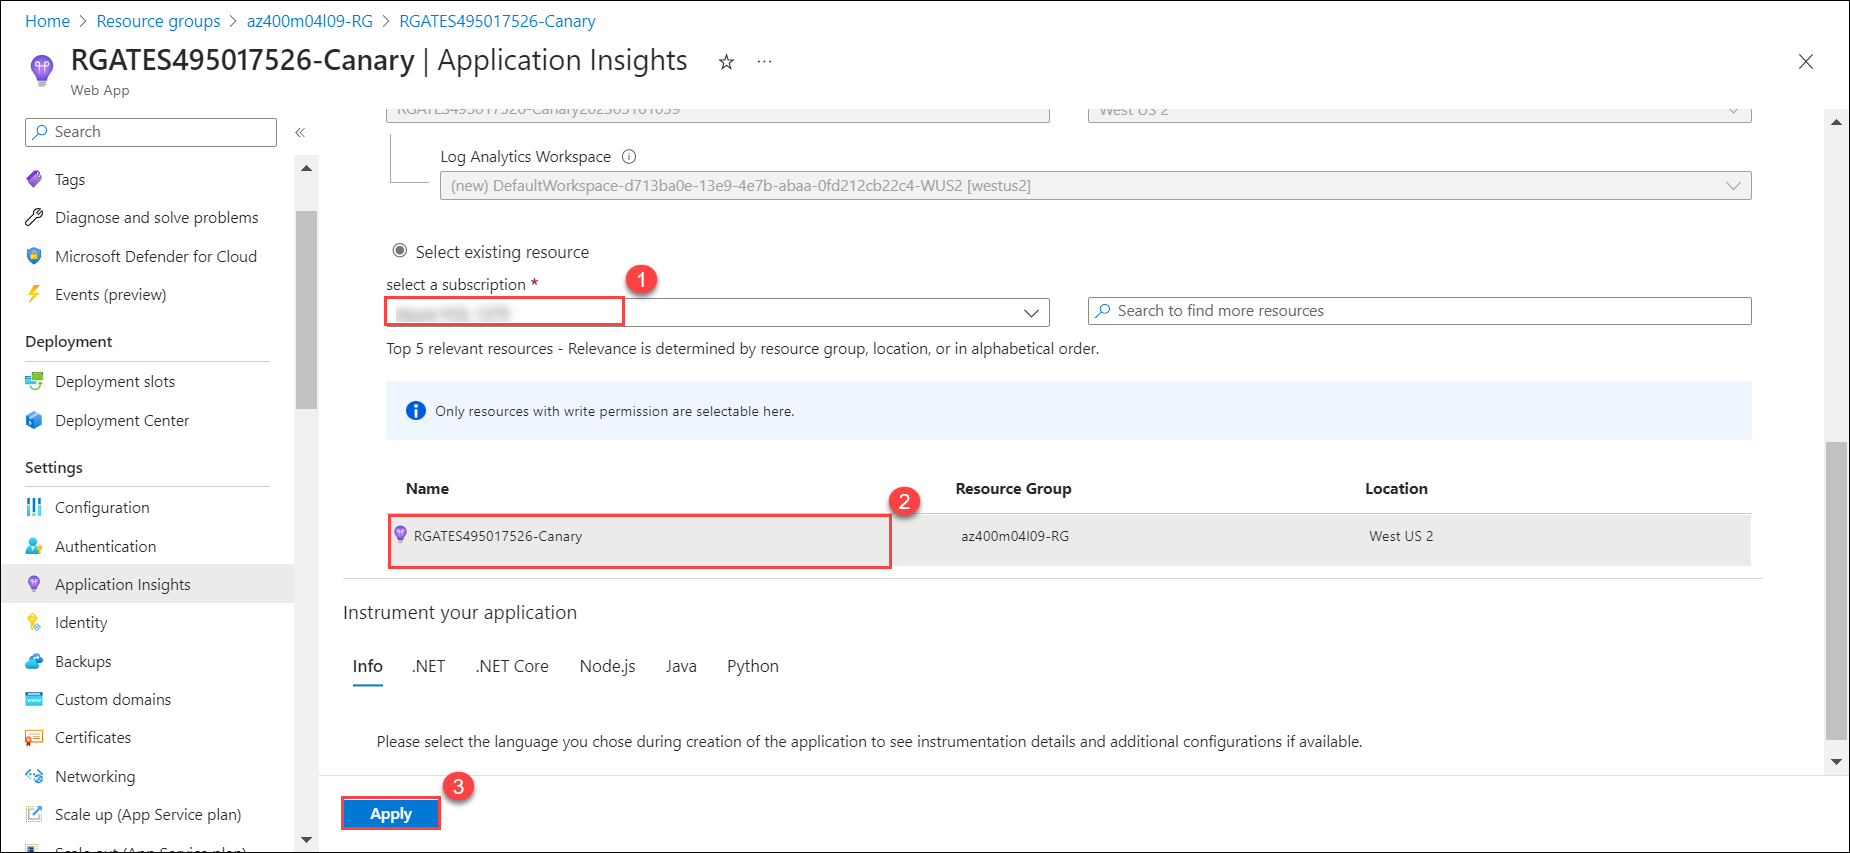 Home > Resource groups > az400m04l09-RG > RGATES495017526-Canary
RGATES495017526-Canary | Application Insights
Web App
Search
Tags
Diagnose and solve problems
Microsoft Defender for Cloud
Events (preview)
Deployment
Deployment slots
Deployment Center
Settings
Configuration
Authentication
Application Insights
Identity
Backups
Custom domains
Certificates
Networking
Scale up (App Service plan)
Scale out (App Service plan)
West US 2
Log Analytics Workspace
(new) DefaultWorkspace-d713ba0e-13e9-4e7b-abaa-0fd212cb22c4-WUS2 [westus2]
Select existing resource
select a subscription *
1
Search to find more resources
Top 5 relevant resources - Relevance is determined by resource group, location, or in alphabetical order.
Only resources with write permission are selectable here.
Name Resource Group Location
2
RGATES495017526-Canary az400m04l09-RG West US 2
Instrument your application
Info .NET .NET Core Node.js Java Python
Please select the language you chose during creation of the application to see instrumentation details and additional configurations if available.
3
Apply